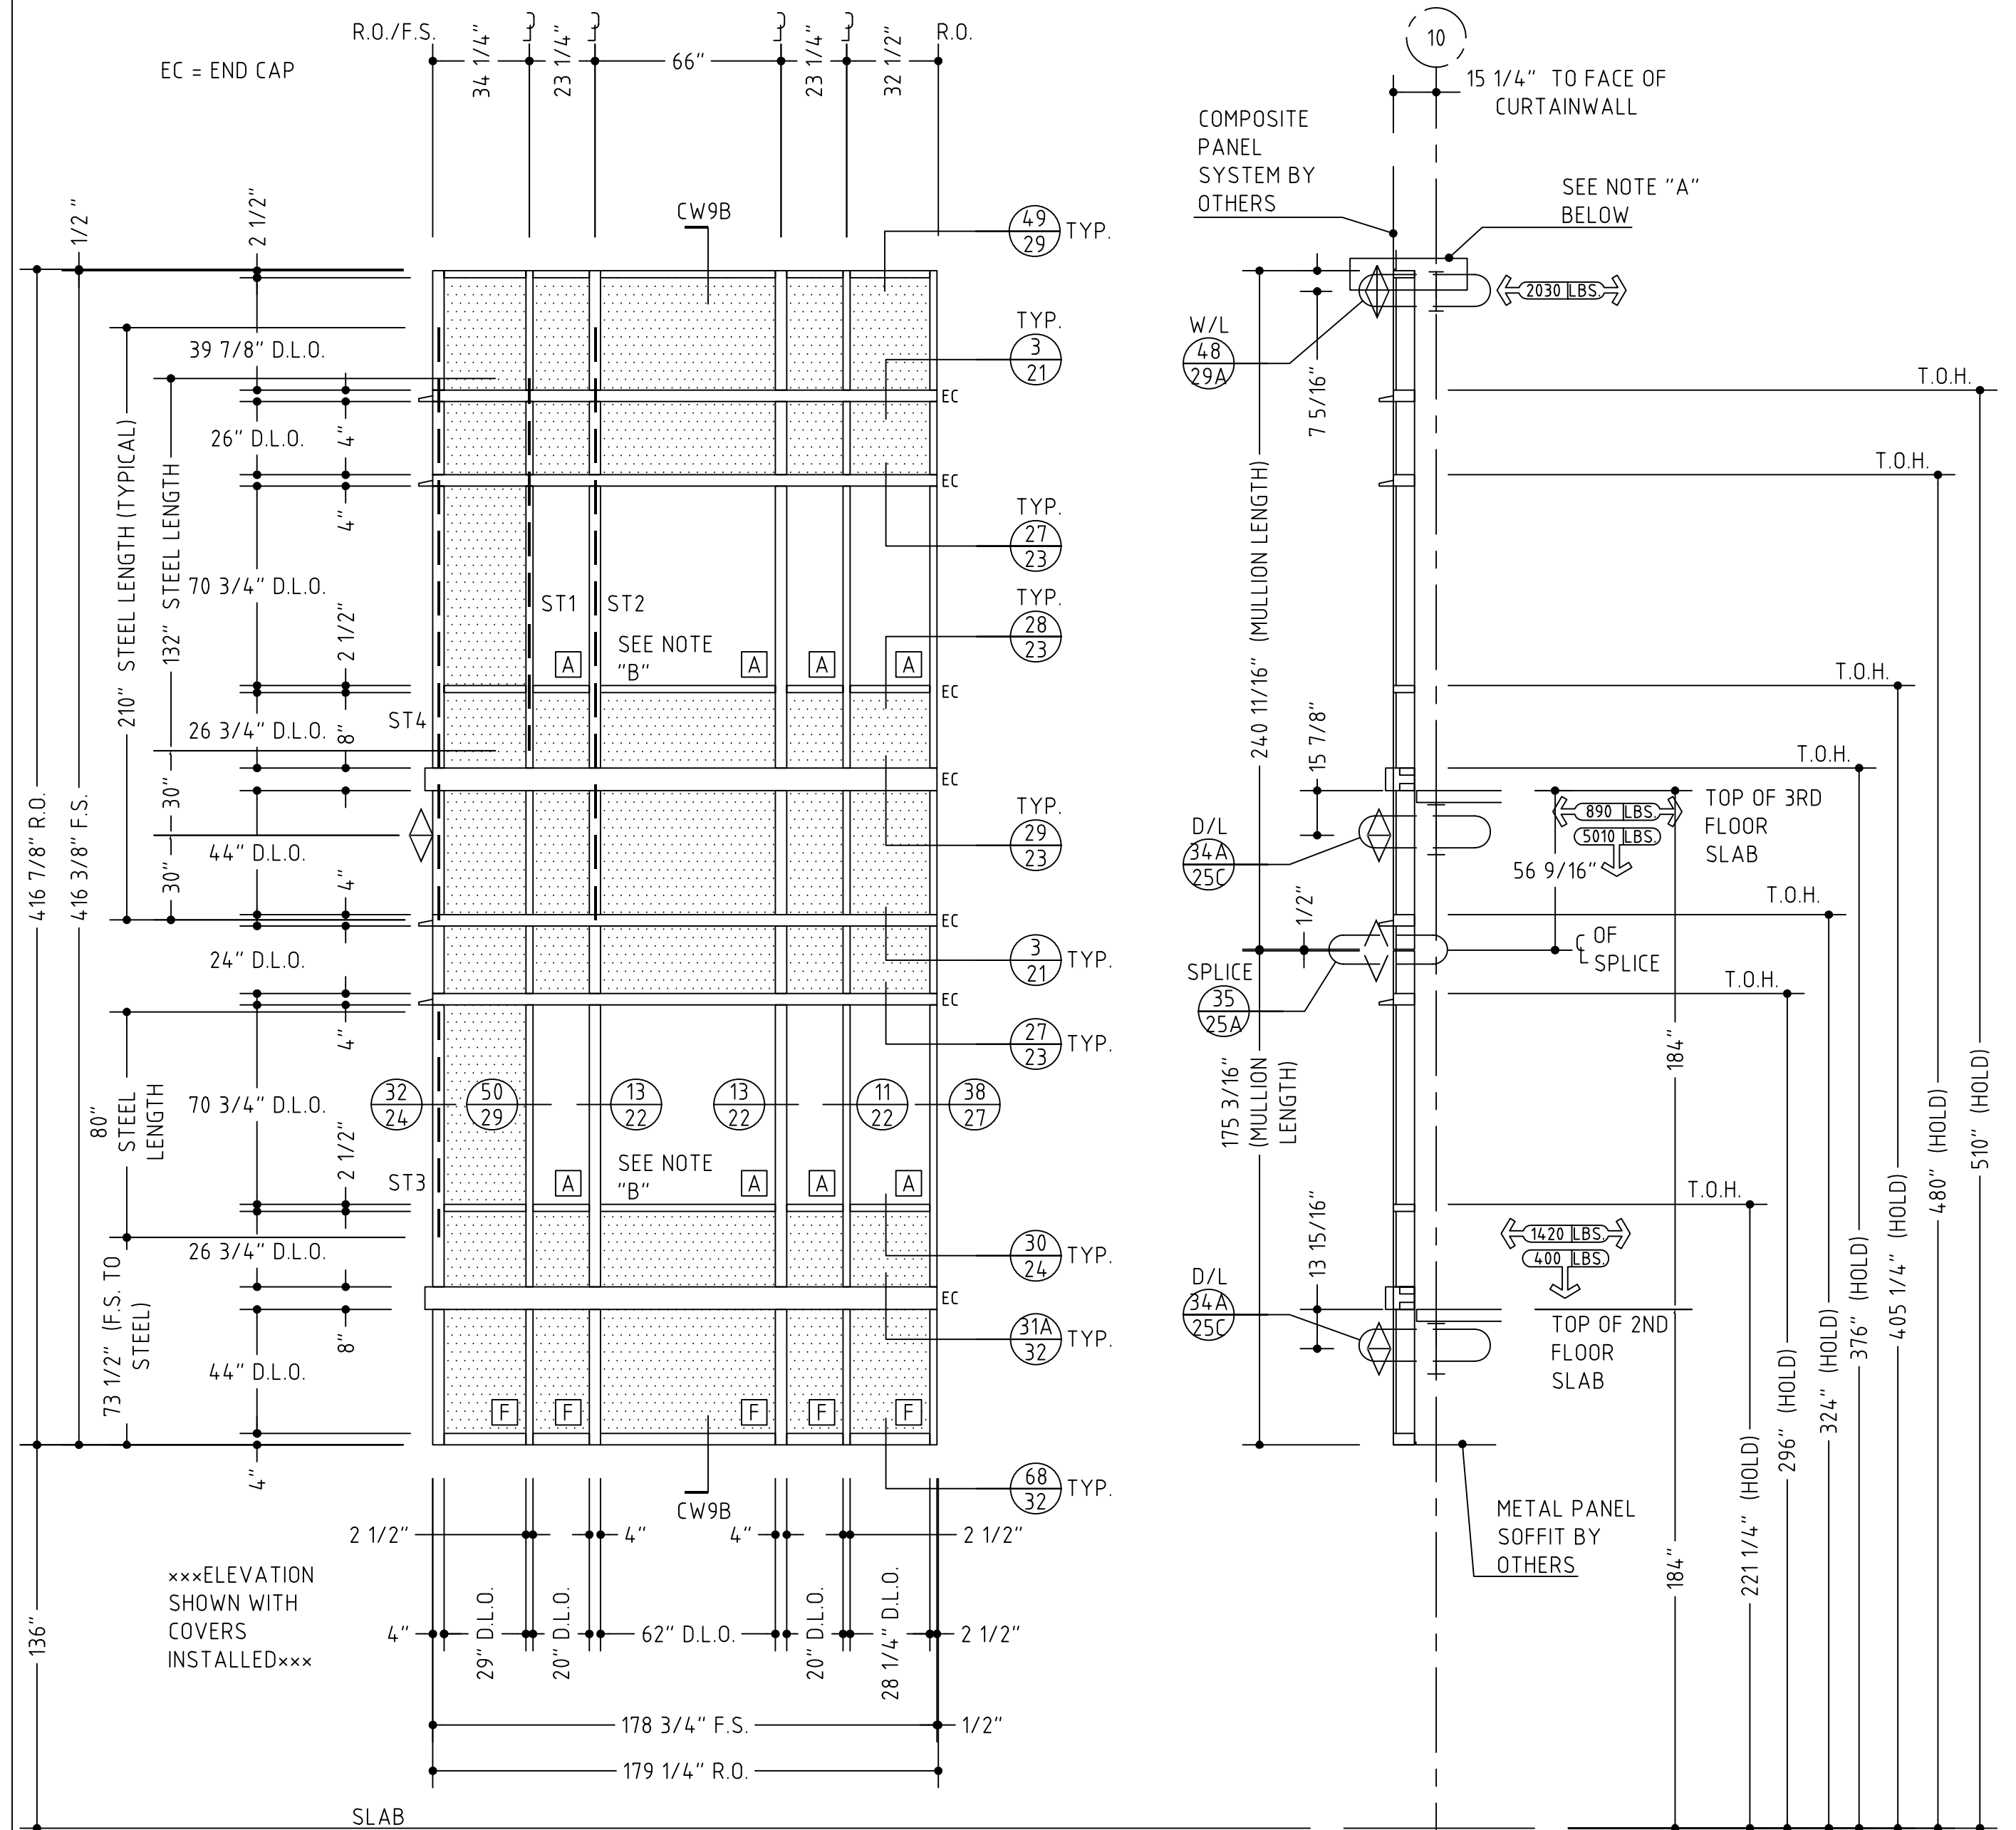 EC = END CAP
R.O./F.S.
34 1/4"
23 1/4"
66"
23 1/4"
32 1/2"
R.O.
10
15 1/4" TO FACE OF
CURTAINWALL
COMPOSITE
PANEL
SYSTEM BY
OTHERS
SEE NOTE "A"
BELOW
1/2"
2 1/2"
CW9B
49
29
TYP.
2030 LBS.
39 7/8" D.L.O.
TYP.
3
21
W/L
48
29A
7 5/16"
T.O.H.
EC
26" D.L.O.
4"
T.O.H.
EC
4"
210" STEEL LENGTH (TYPICAL)
132" STEEL LENGTH
TYP.
27
23
240 11/16" (MULLION LENGTH)
70 3/4" D.L.O.
ST1
ST2
SEE NOTE
"B"
A
A
A
A
TYP.
28
23
2 1/2"
T.O.H.
EC
ST4
26 3/4" D.L.O.
8"
15 7/8"
T.O.H.
EC
30"
30"
416 7/8" R.O.
416 3/8" F.S.
44" D.L.O.
TYP.
29
23
D/L
34A
25C
890 LBS.
5010 LBS.
TOP OF 3RD
FLOOR
SLAB
56 9/16"
4"
1/2"
T.O.H.
EC
24" D.L.O.
3
21
TYP.
OF
SPLICE
SPLICE
35
25A
T.O.H.
EC
4"
27
23
TYP.
184"
175 3/16"
(MULLION
LENGTH)
80"
STEEL
LENGTH
70 3/4" D.L.O.
32
24
50
29
13
22
13
22
11
22
38
27
2 1/2"
ST3
SEE NOTE
"B"
A
A
A
A
T.O.H.
13 15/16"
1420 LBS.
400 LBS.
26 3/4" D.L.O.
30
24
TYP.
73 1/2" (F.S. TO
STEEL)
EC
8"
D/L
34A
25C
TOP OF 2ND
FLOOR
SLAB
44" D.L.O.
31A
32
TYP.
F
F
F
F
F
4"
68
32
TYP.
CW9B
METAL PANEL
SOFFIT BY
OTHERS
184"
221 1/4" (HOLD)
296" (HOLD)
324" (HOLD)
376" (HOLD)
405 1/4" (HOLD)
480" (HOLD)
510" (HOLD)
2 1/2"
4"
4"
2 1/2"
×××ELEVATION
SHOWN WITH
COVERS
INSTALLED×××
136"
4"
29" D.L.O.
20" D.L.O.
62" D.L.O.
20" D.L.O.
28 1/4" D.L.O.
2 1/2"
178 3/4" F.S.
1/2"
179 1/4" R.O.
SLAB